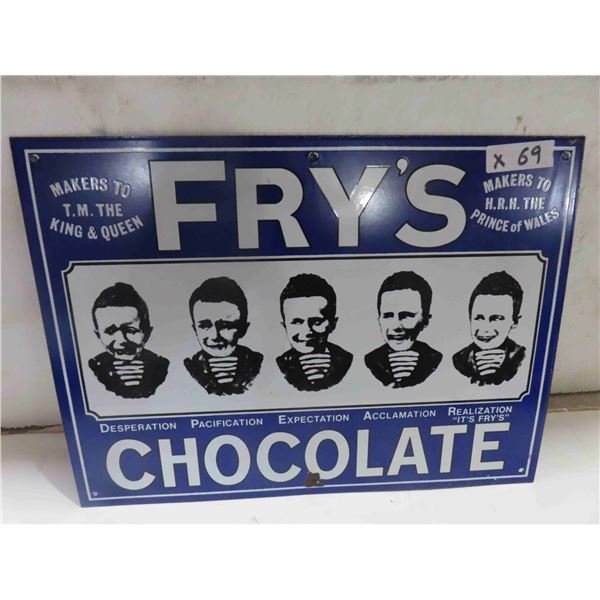 x 69
FRY'S
MAKERS TO
T.M. THE
KING & QUEEN
MAKERS TO
H.R.H. THE
PRINCE of WALES
DESPERATION PACIFICATION EXPECTATION ACCLAMATION REALIZATION
"IT'S FRY'S"
CHOCOLATE